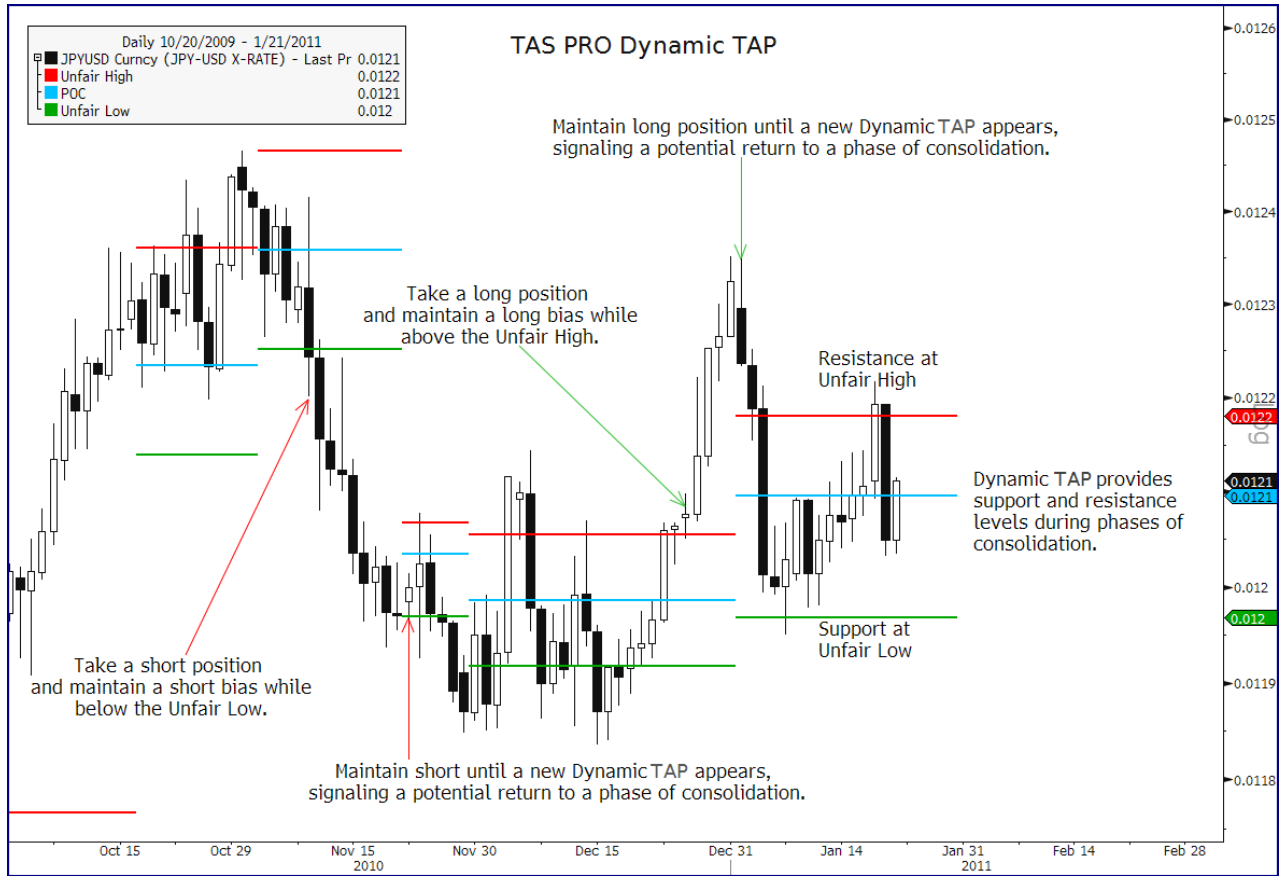 TAS PRO Dynamic TAP
Daily 10/20/2009 - 1/21/2011
JPYUSD Curncy (JPY-USD X-RATE) - Last Pr 0.0121
Unfair High 0.0122
POC 0.0121
Unfair Low 0.012
Maintain long position until a new Dynamic TAP appears,
signaling a potential return to a phase of consolidation.
Take a long position
and maintain a long bias while
above the Unfair High.
Resistance at
Unfair High
Dynamic TAP provides
support and resistance
levels during phases of
consolidation.
Support at
Unfair Low
Take a short position
and maintain a short bias while
below the Unfair Low.
Maintain short until a new Dynamic TAP appears,
signaling a potential return to a phase of consolidation.
0.0126
0.0125
0.0124
0.0123
0.0122
0.0122
0.0121
0.0121
0.012
0.012
0.0119
0.0118
Oct 15 Oct 29 Nov 15 Nov 30 Dec 15 Dec 31 Jan 14 Jan 31 Feb 14 Feb 28
2010 2011